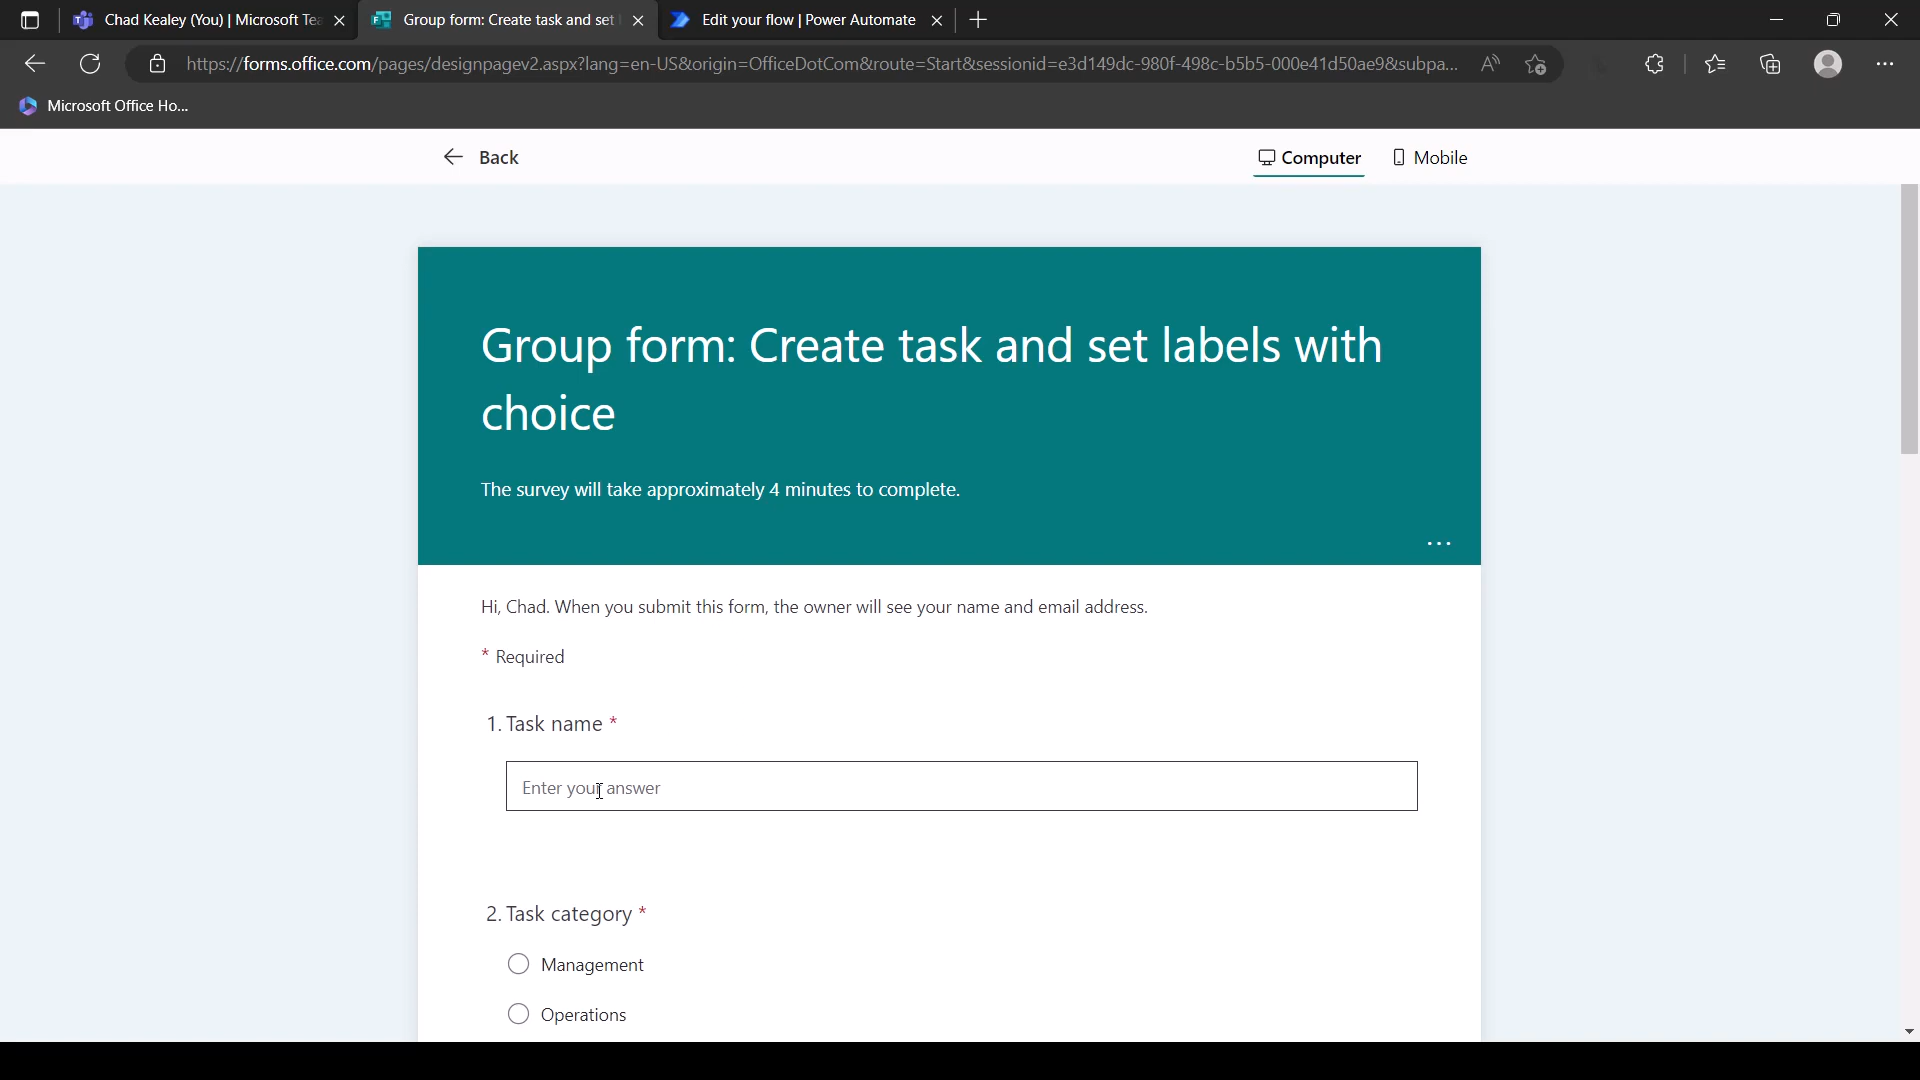 Chad Kealey (You) | Microsoft Tea
Group form: Create task and set l
Edit your flow | Power Automate
https://forms.office.com/pages/designpagev2.aspx?lang=en-US&origin=OfficeDotCom&route=Start&sessionid=e3d149dc-980f-498c-b5b5-000e41d50ae9&subpa...
Microsoft Office Ho...
Back
Computer
Mobile
Group form: Create task and set labels with
choice
The survey will take approximately 4 minutes to complete.
Hi, Chad. When you submit this form, the owner will see your name and email address.
* Required
1. Task name *
Enter your answer
2. Task category *
Management
Operations